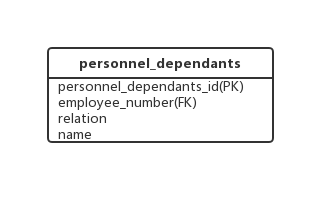 personnel_dependants
personnel_dependants_id(PK)
employee_number(FK)
relation
name